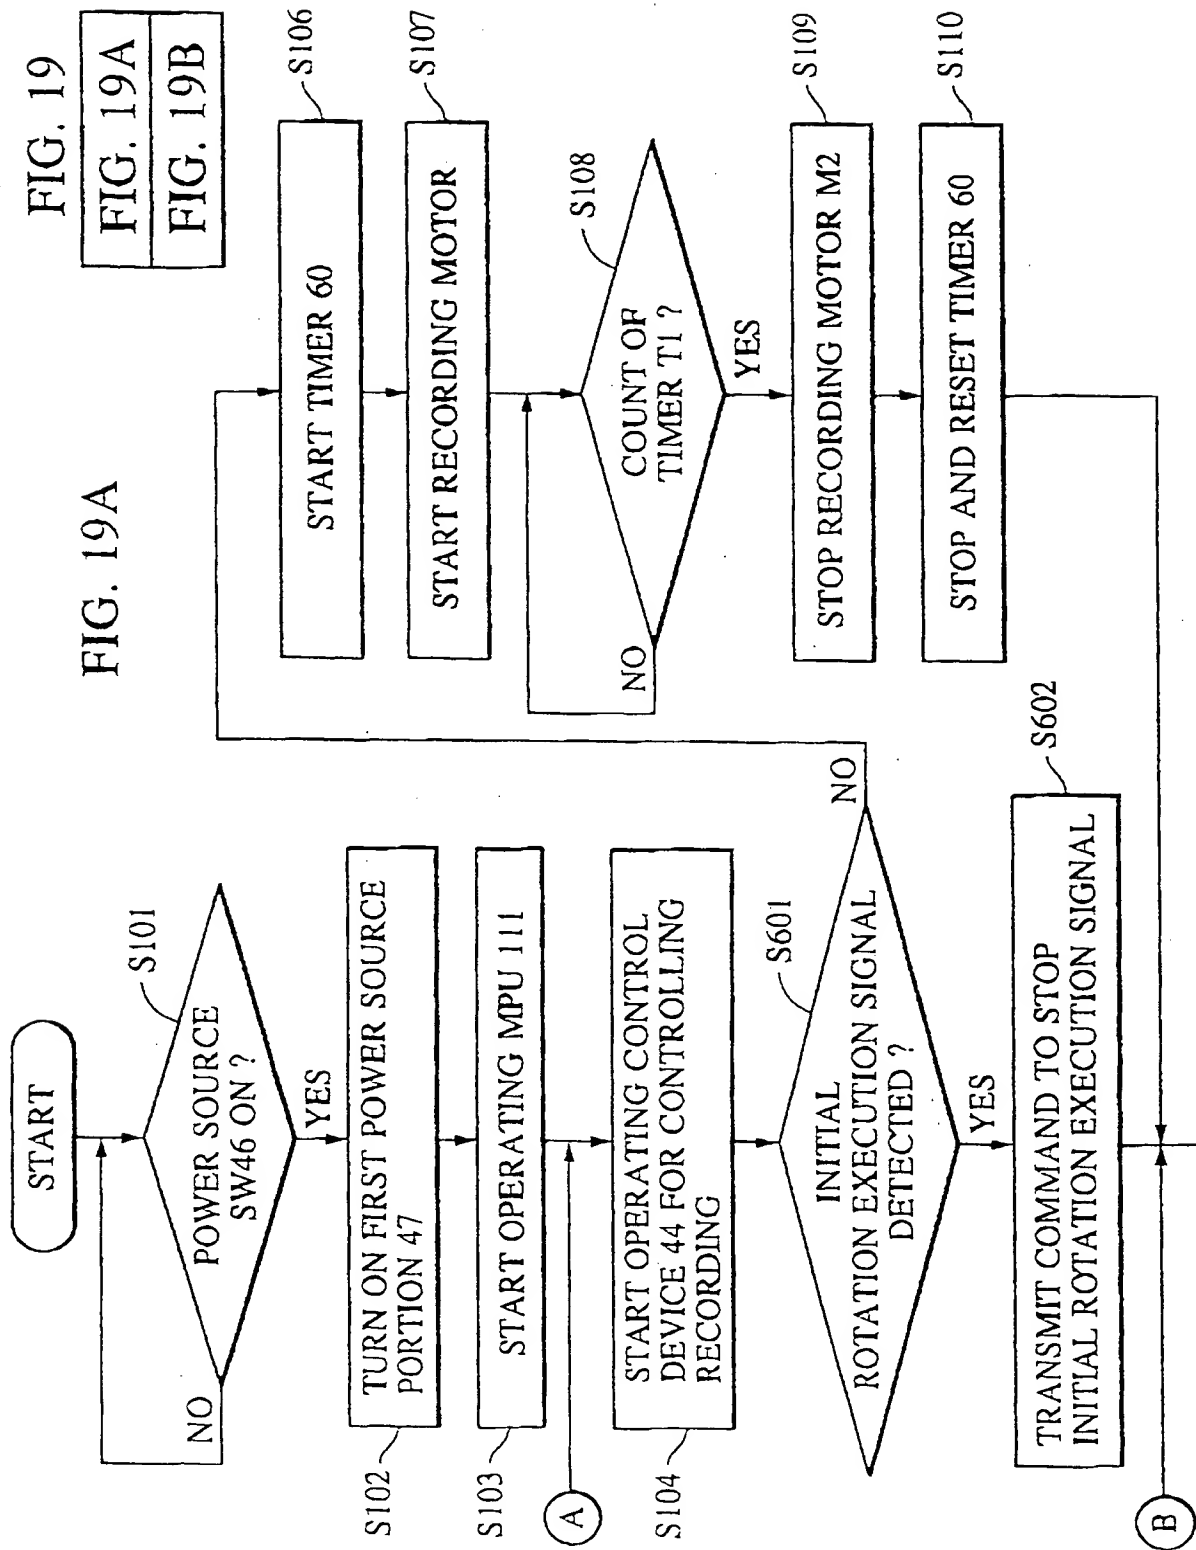 FIG. 19
FIG. 19A
FIG. 19B
FIG. 19A
START
POWER SOURCE
SW46 ON ?
S101
NO
YES
TURN ON FIRST POWER SOURCE
PORTION 47
S102
START OPERATING MPU 111
S103
A
START OPERATING CONTROL
DEVICE 44 FOR CONTROLLING
RECORDING
S104
INITIAL
ROTATION EXECUTION SIGNAL
DETECTED ?
S601
NO
YES
TRANSMIT COMMAND TO STOP
INITIAL ROTATION EXECUTION SIGNAL
S602
B
START TIMER 60
S106
START RECORDING MOTOR
S107
COUNT OF
TIMER T1 ?
S108
NO
YES
STOP RECORDING MOTOR M2
S109
STOP AND RESET TIMER 60
S110